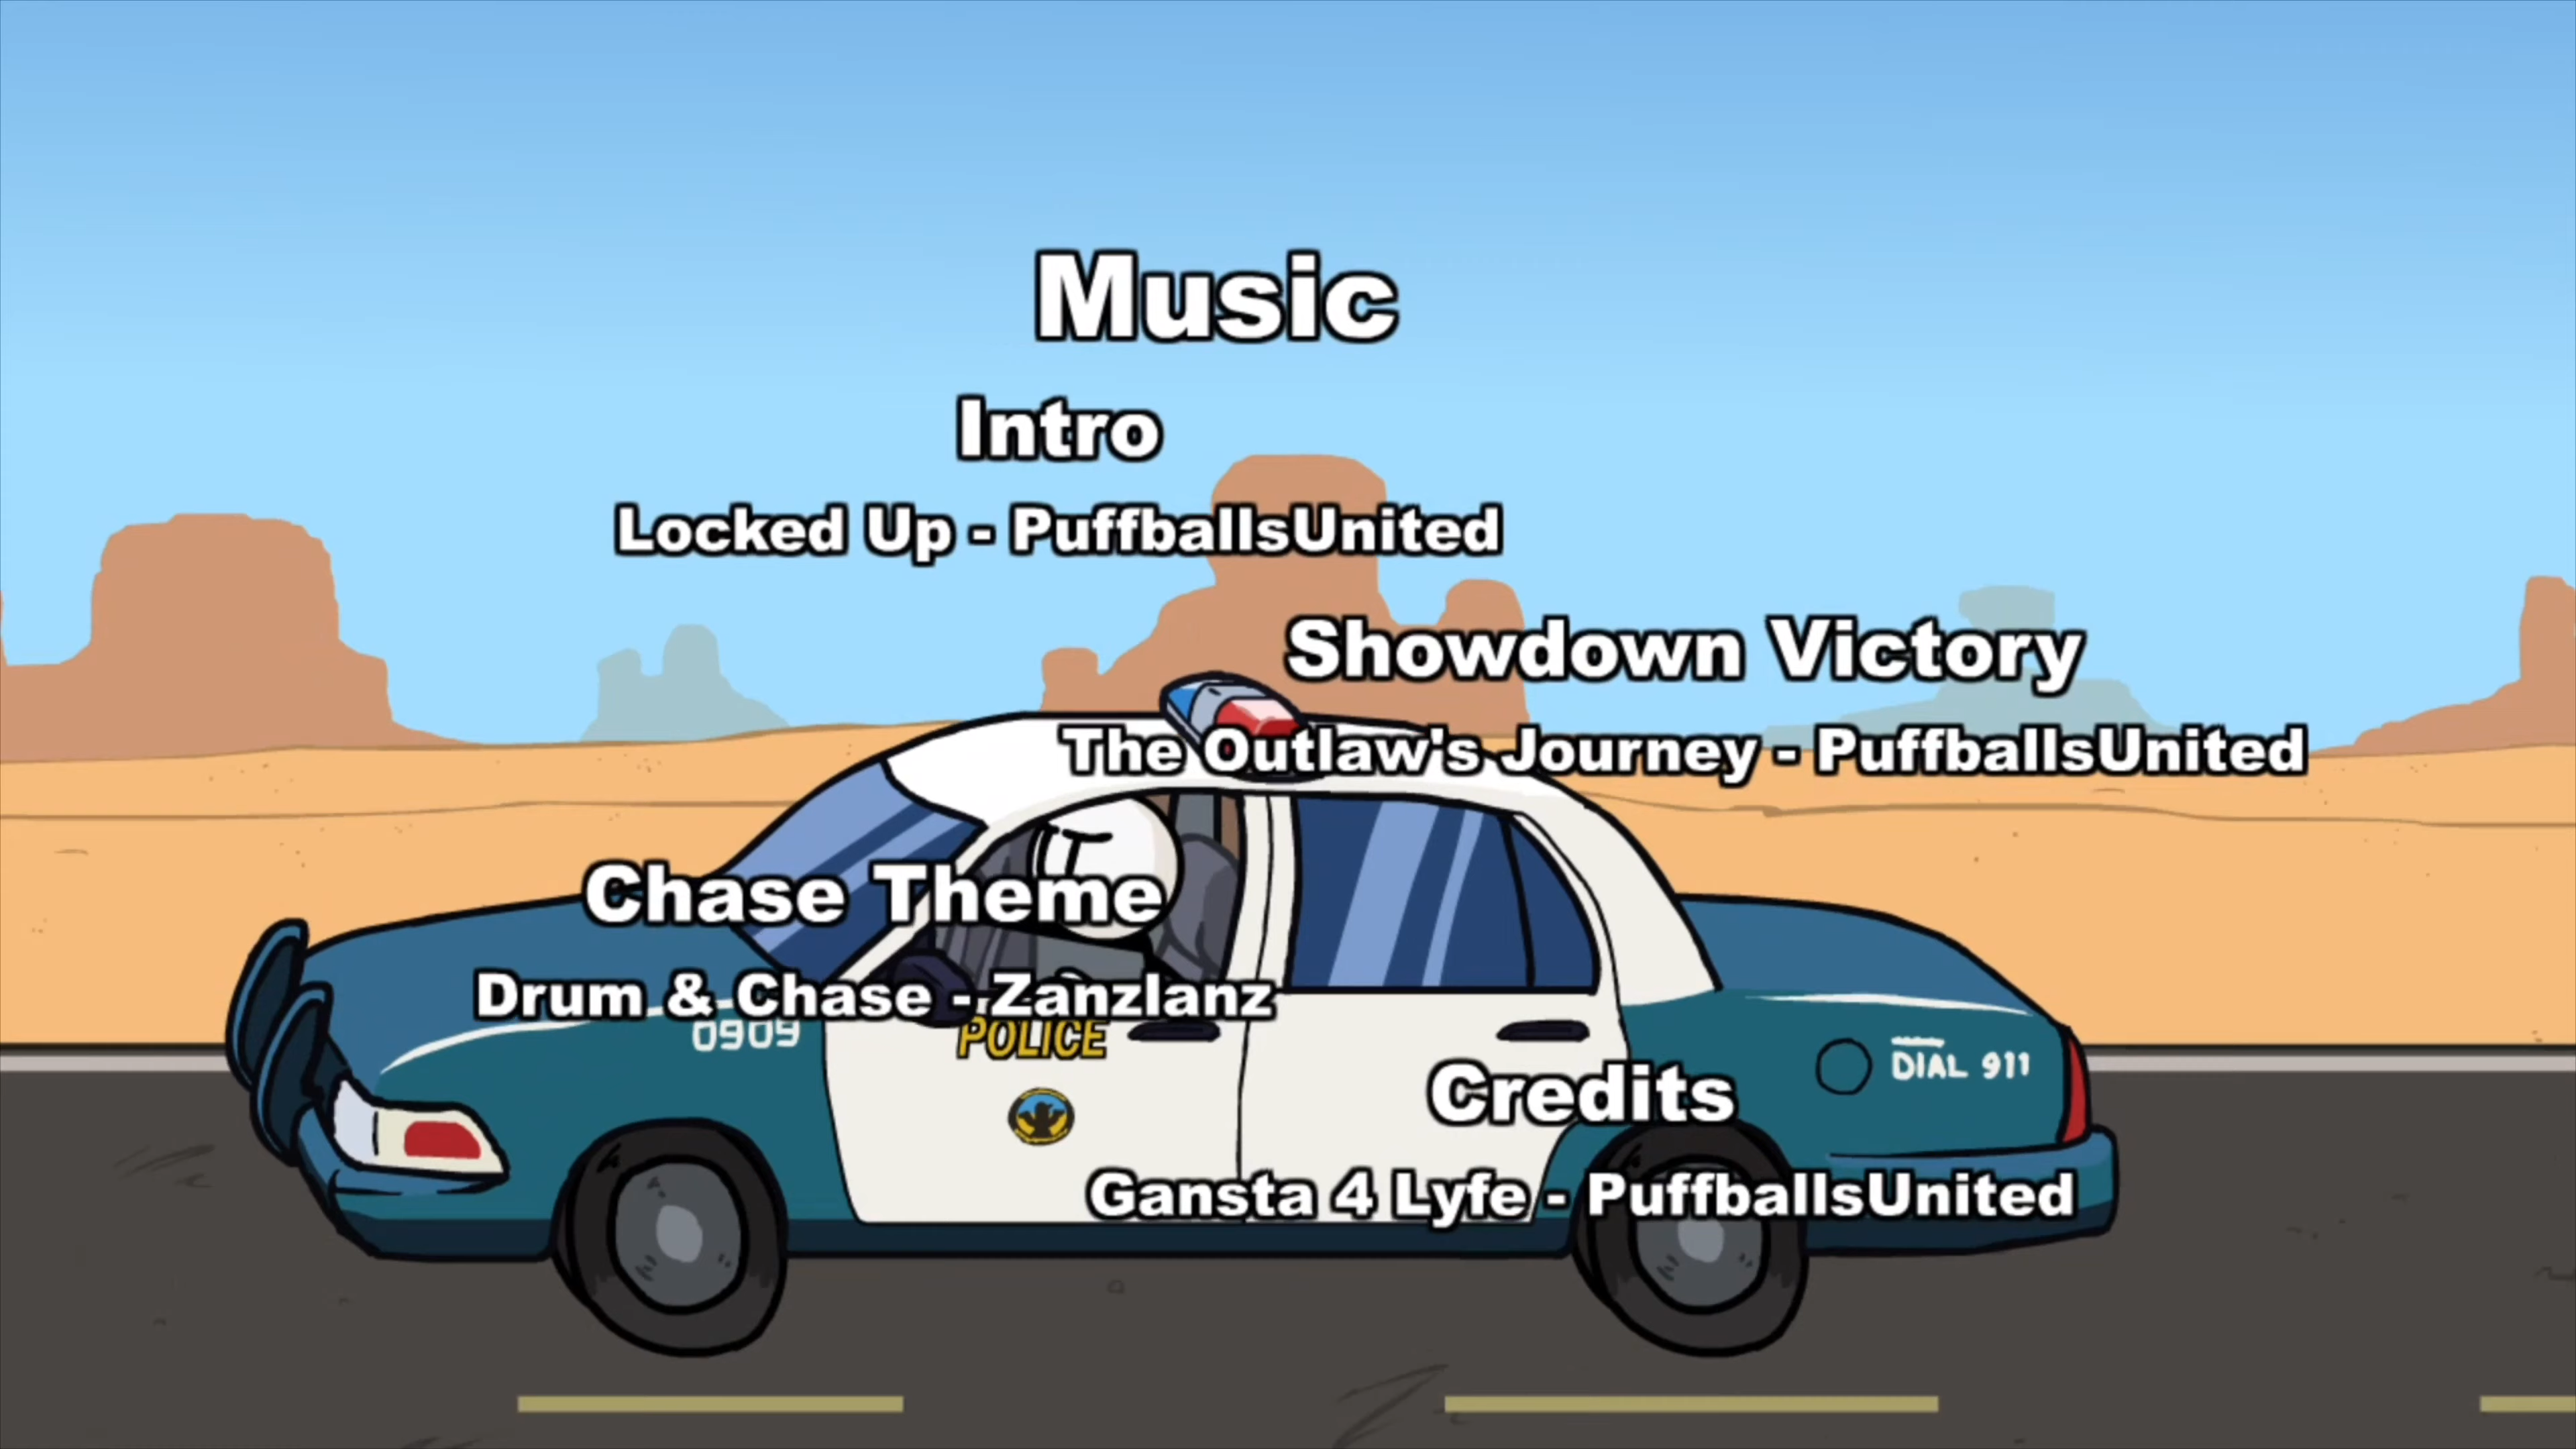 Music
Intro
Locked Up - PuffballsUnited
Showdown Victory
The Outlaw's Journey - PuffballsUnited
Chase Theme
Drum & Chase - Zanzlanz
0909
POLICE
DIAL 911
Credits
Gansta 4 Lyfe - PuffballsUnited